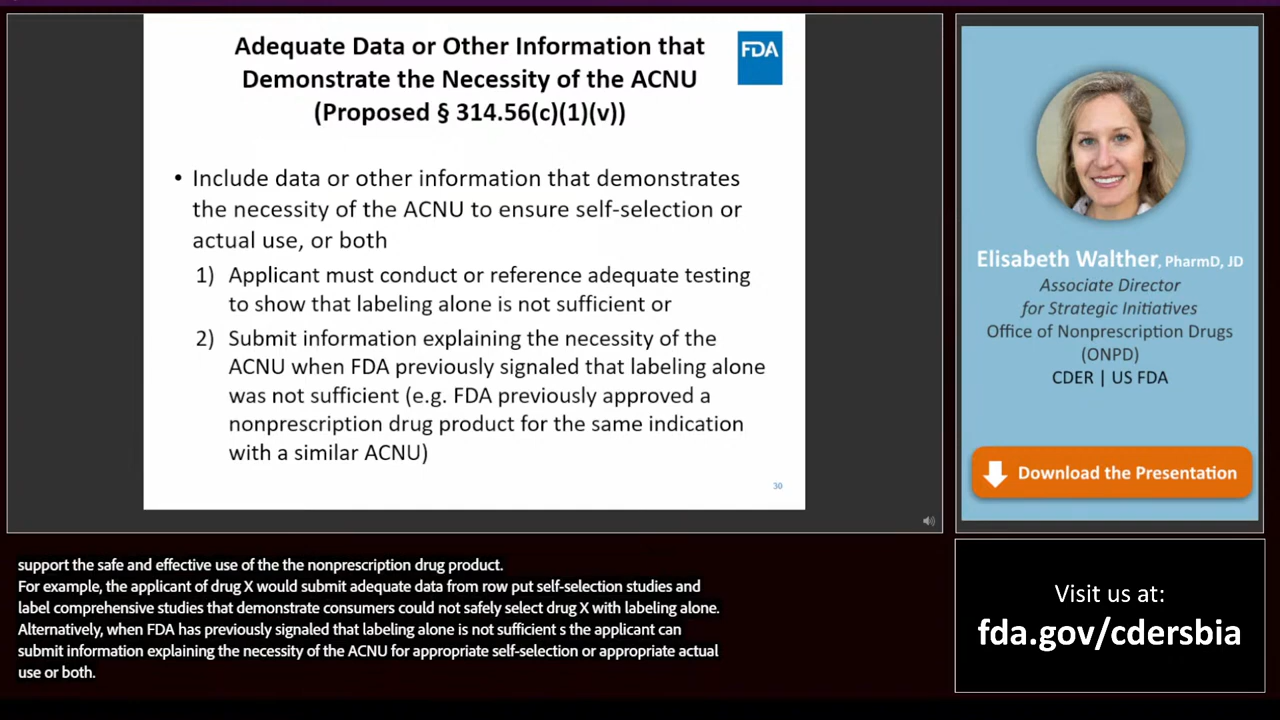 Adequate Data or Other Information that
Demonstrate the Necessity of the ACNU
(Proposed § 314.56(c)(1)(v))
FDA
• Include data or other information that demonstrates
the necessity of the ACNU to ensure self-selection or
actual use, or both
1) Applicant must conduct or reference adequate testing
to show that labeling alone is not sufficient or
2) Submit information explaining the necessity of the
ACNU when FDA previously signaled that labeling alone
was not sufficient (e.g. FDA previously approved a
nonprescription drug product for the same indication
with a similar ACNU)
30
Elisabeth Walther, PharmD, JD
Associate Director
for Strategic Initiatives
Office of Nonprescription Drugs
(ONPD)
CDER | US FDA
Download the Presentation
support the safe and effective use of the the nonprescription drug product.
For example, the applicant of drug X would submit adequate data from row put self-selection studies and
label comprehensive studies that demonstrate consumers could not safely select drug X with labeling alone.
Alternatively, when FDA has previously signaled that labeling alone is not sufficient s the applicant can
submit information explaining the necessity of the ACNU for appropriate self-selection or appropriate actual
use or both.
Visit us at:
fda.gov/cdersbia